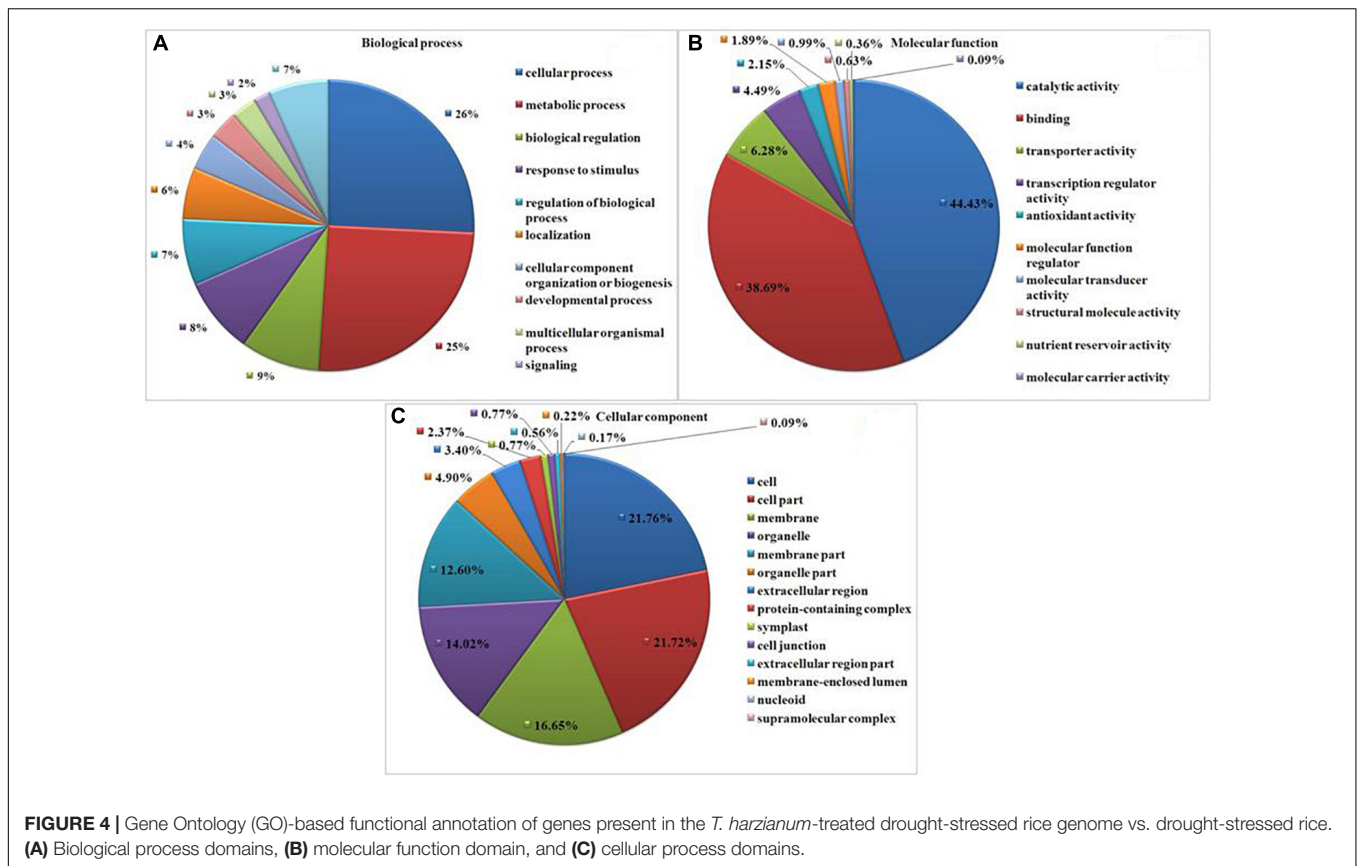 A
Biological process
7%
2%
3%
3%
4%
6%
7%
8%
9%
25%
26%
cellular process
metabolic process
biological regulation
response to stimulus
regulation of biological
process
localization
cellular component
organization or biogenesis
developmental process
multicellular organismal
process
signaling
B
Molecular function
1.89%
0.99%
0.36%
0.63%
0.09%
2.15%
4.49%
6.28%
38.69%
44.43%
catalytic activity
binding
transporter activity
transcription regulator
activity
antioxidant activity
molecular function
regulator
molecular transducer
activity
structural molecule activity
nutrient reservoir activity
molecular carrier activity
C
Cellular component
0.77%
0.22%
0.09%
2.37%
0.56%
0.17%
3.40%
0.77%
4.90%
12.60%
14.02%
16.65%
21.72%
21.76%
cell
cell part
membrane
organelle
membrane part
organelle part
extracellular region
protein-containing complex
symplast
cell junction
extracellular region part
membrane-enclosed lumen
nucleoid
supramolecular complex
FIGURE 4 | Gene Ontology (GO)-based functional annotation of genes present in the T. harzianum-treated drought-stressed rice genome vs. drought-stressed rice.
(A) Biological process domains, (B) molecular function domain, and (C) cellular process domains.